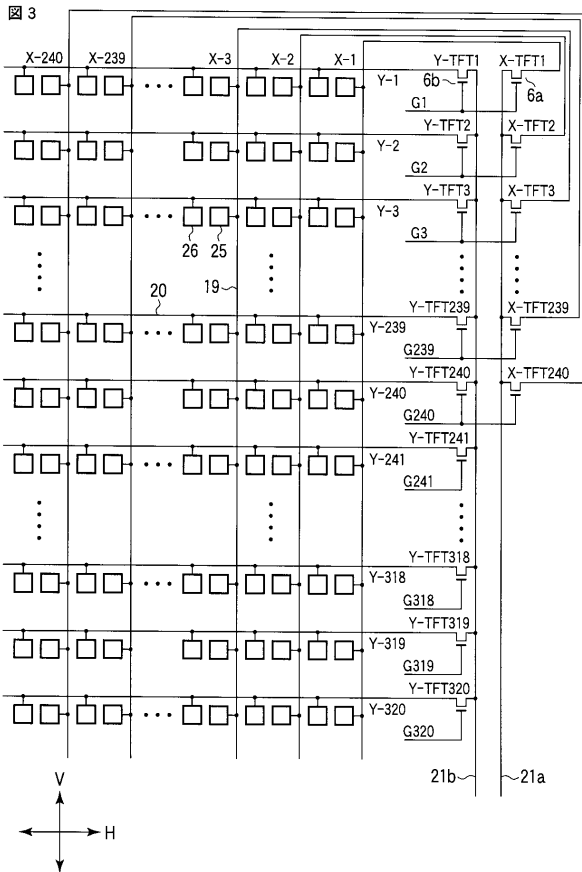 図 3
X-240 X-239 X-3 X-2 X-1
Y-TFT1 X-TFT1
Y-1 6b 6a
G1
Y-TFT2 X-TFT2
Y-2
G2
Y-TFT3 X-TFT3
Y-3
G3
26 25
19
20
Y-TFT239 X-TFT239
Y-239
G239
Y-TFT240 X-TFT240
Y-240
G240
Y-TFT241
Y-241
G241
Y-TFT318
Y-318
G318
Y-TFT319
Y-319
G319
Y-TFT320
Y-320
G320
21b 21a
V
H